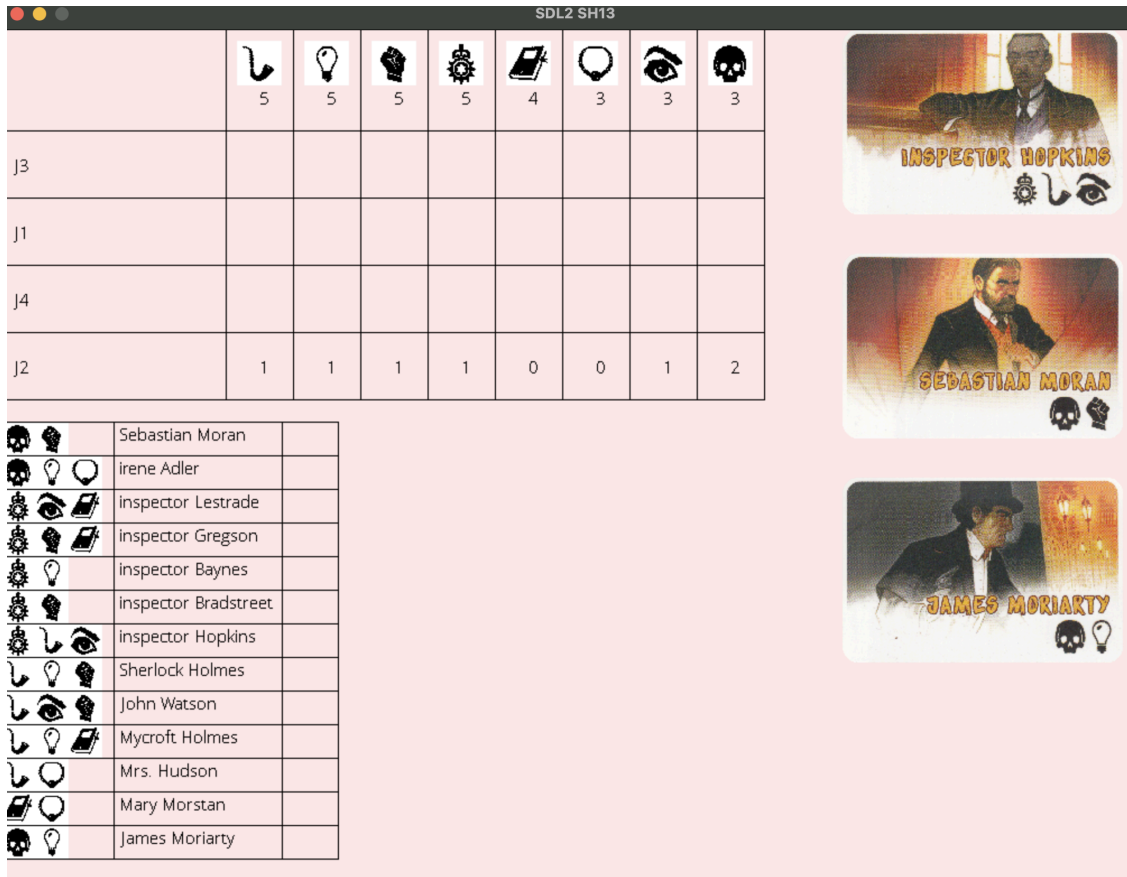 SDL2 SH13
5 5 5 5 4 3 3 3
J3
J1
J4
J2 1 1 1 1 0 0 1 2
INSPECTOR HOPKINS
SEBASTIAN MORAN
JAMES MORIARTY
Sebastian Moran
irene Adler
inspector Lestrade
inspector Gregson
inspector Baynes
inspector Bradstreet
inspector Hopkins
Sherlock Holmes
John Watson
Mycroft Holmes
Mrs. Hudson
Mary Morstan
James Moriarty